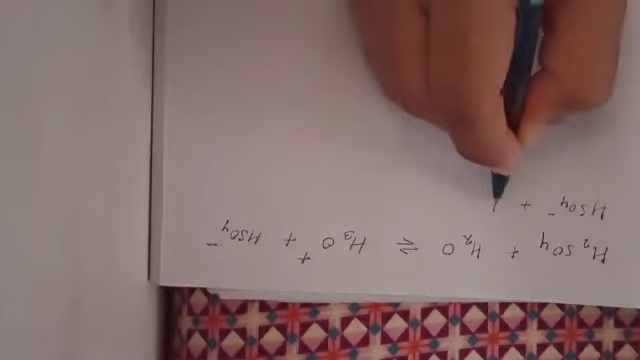 H₂SO₄ + H₂O ⇌ H₃O⁺ + HSO₄⁻
HSO₄⁻ +